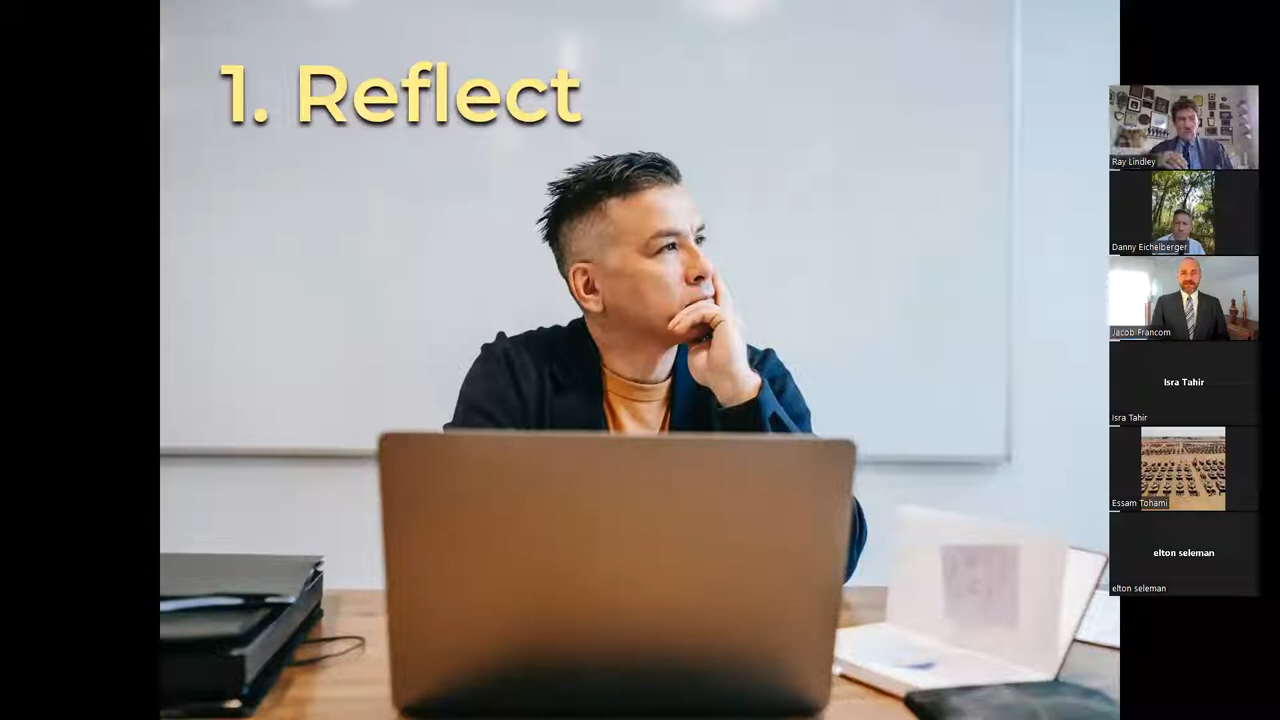 1. Reflect
Ray Lindley
Danny Eichelberger
Jacob Francom
Isra Tahir
Isra Tahir
Essam Tohami
elton seleman
elton seleman